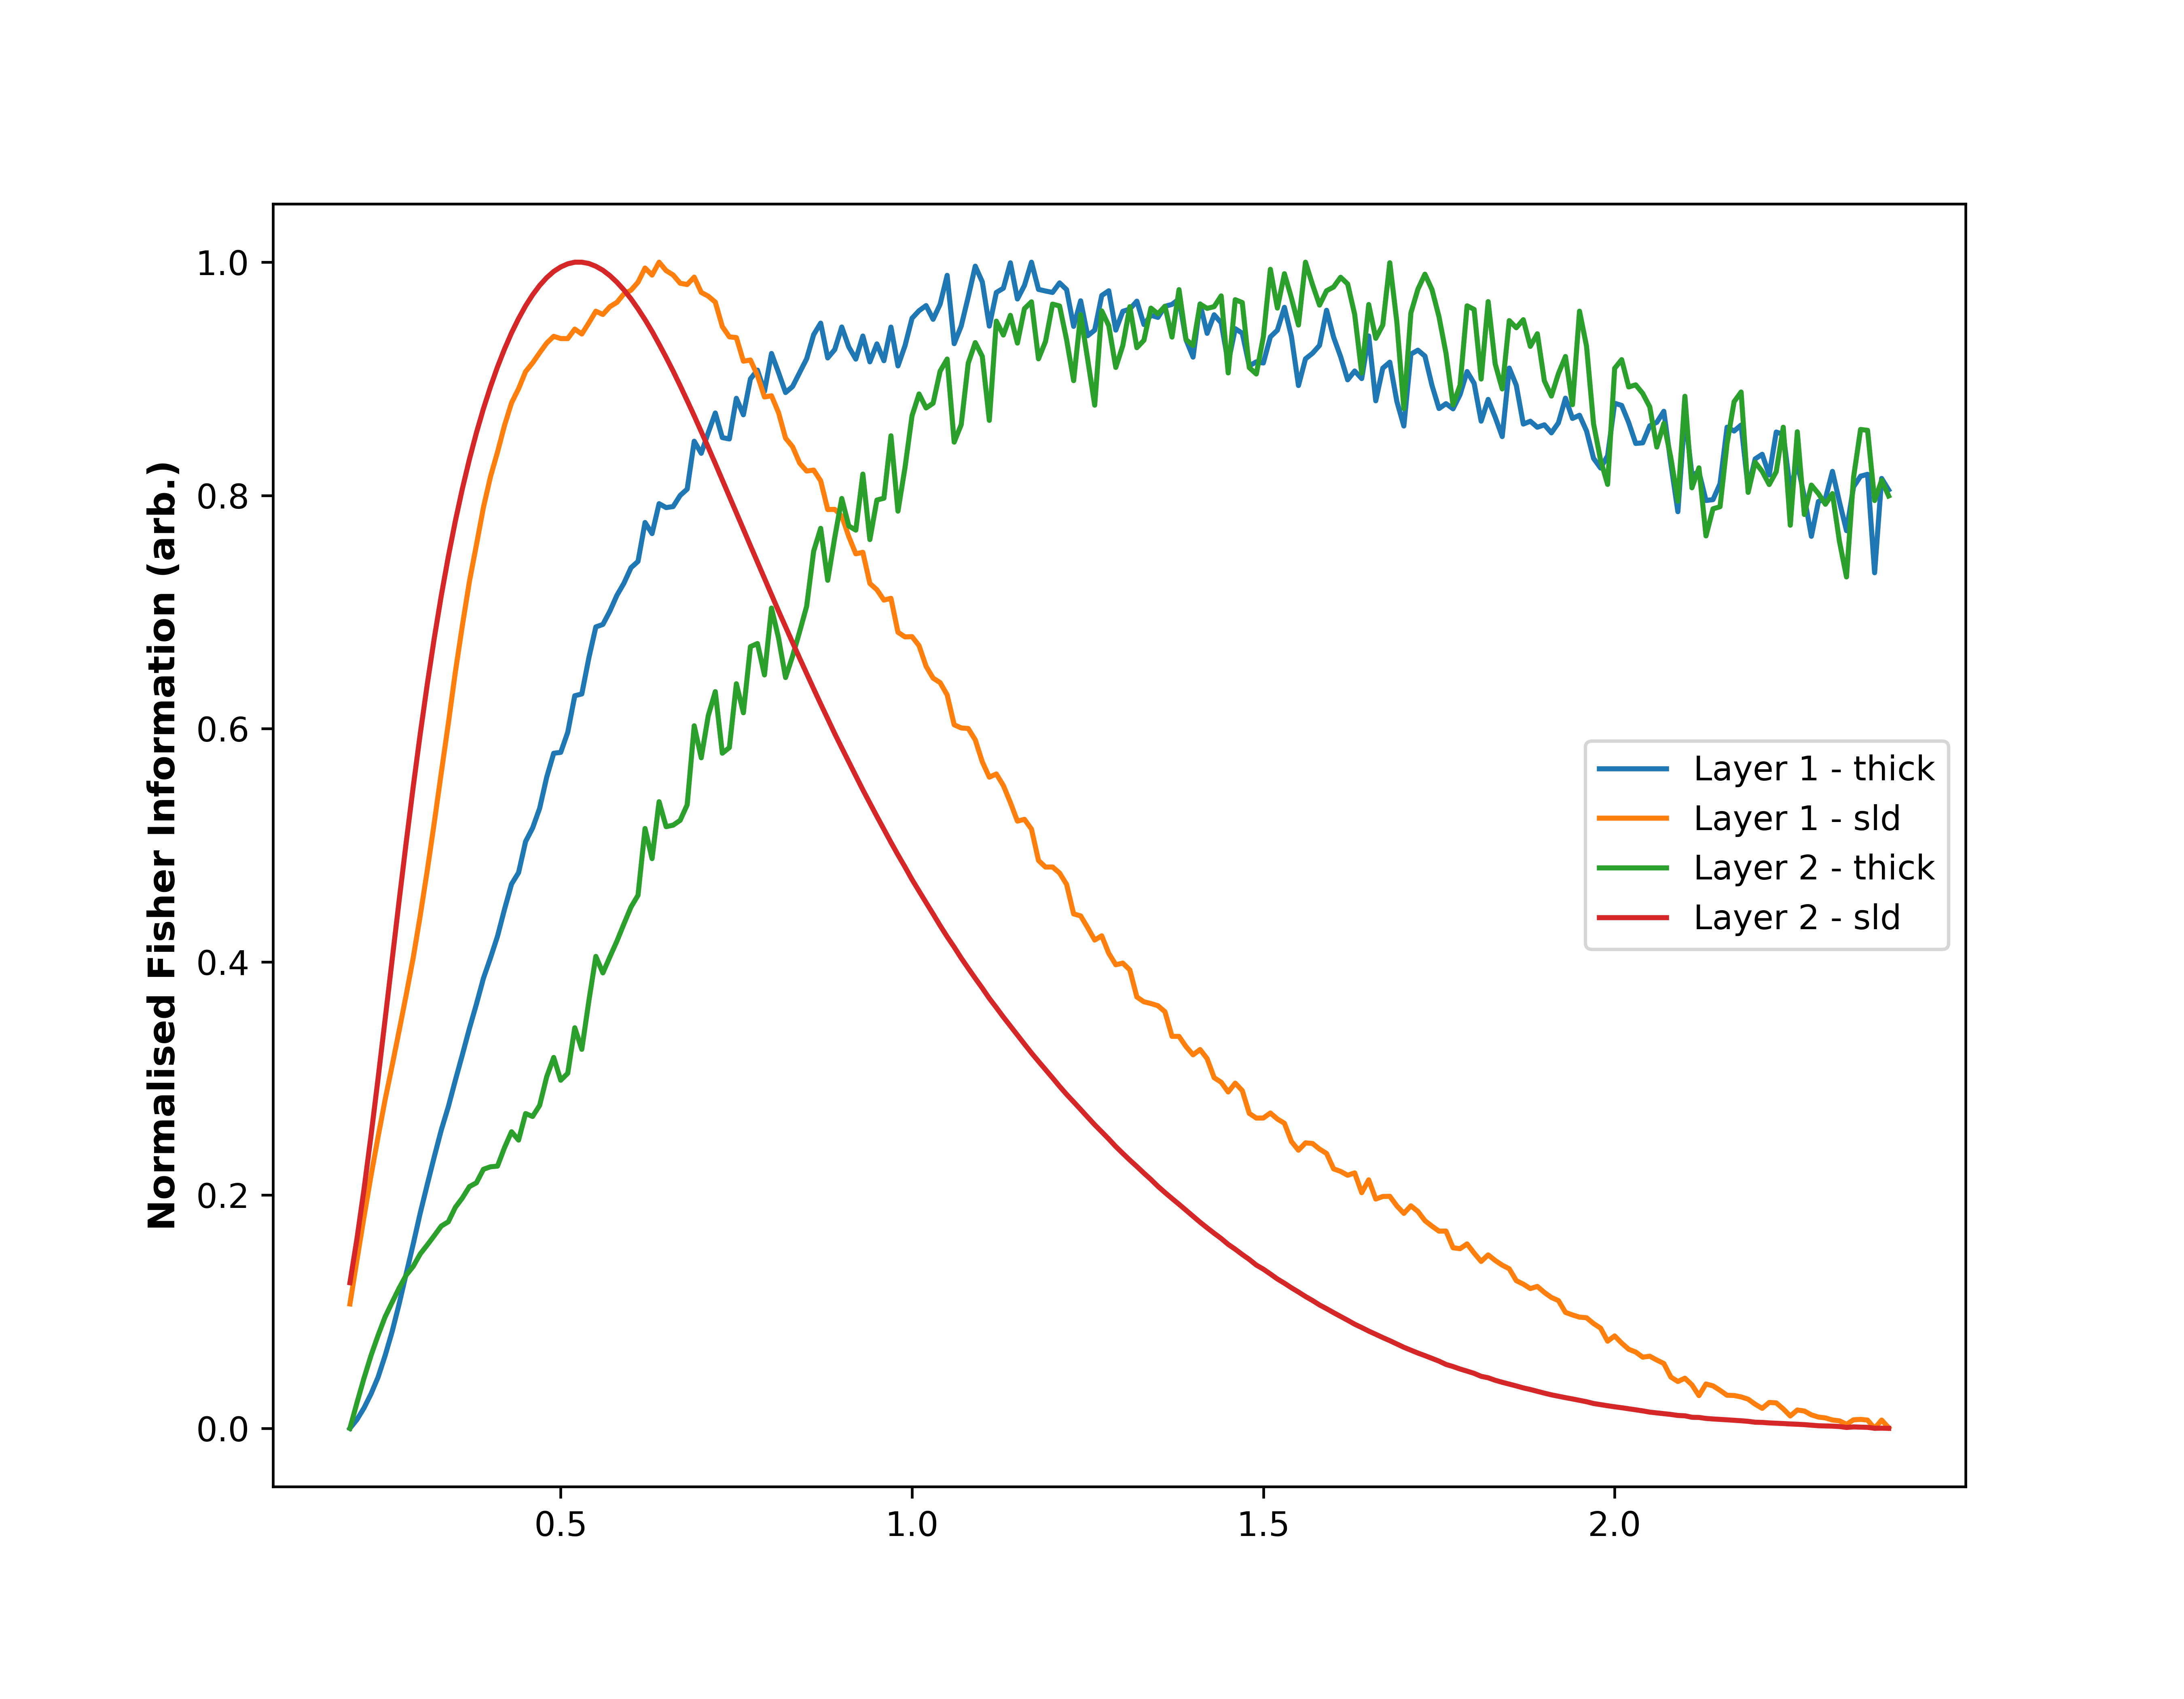 Normalised Fisher Information (arb.)
1.0
0.8
0.6
0.4
0.2
0.0
0.5
1.0
1.5
2.0
Layer 1 - thick
Layer 1 - sld
Layer 2 - thick
Layer 2 - sld